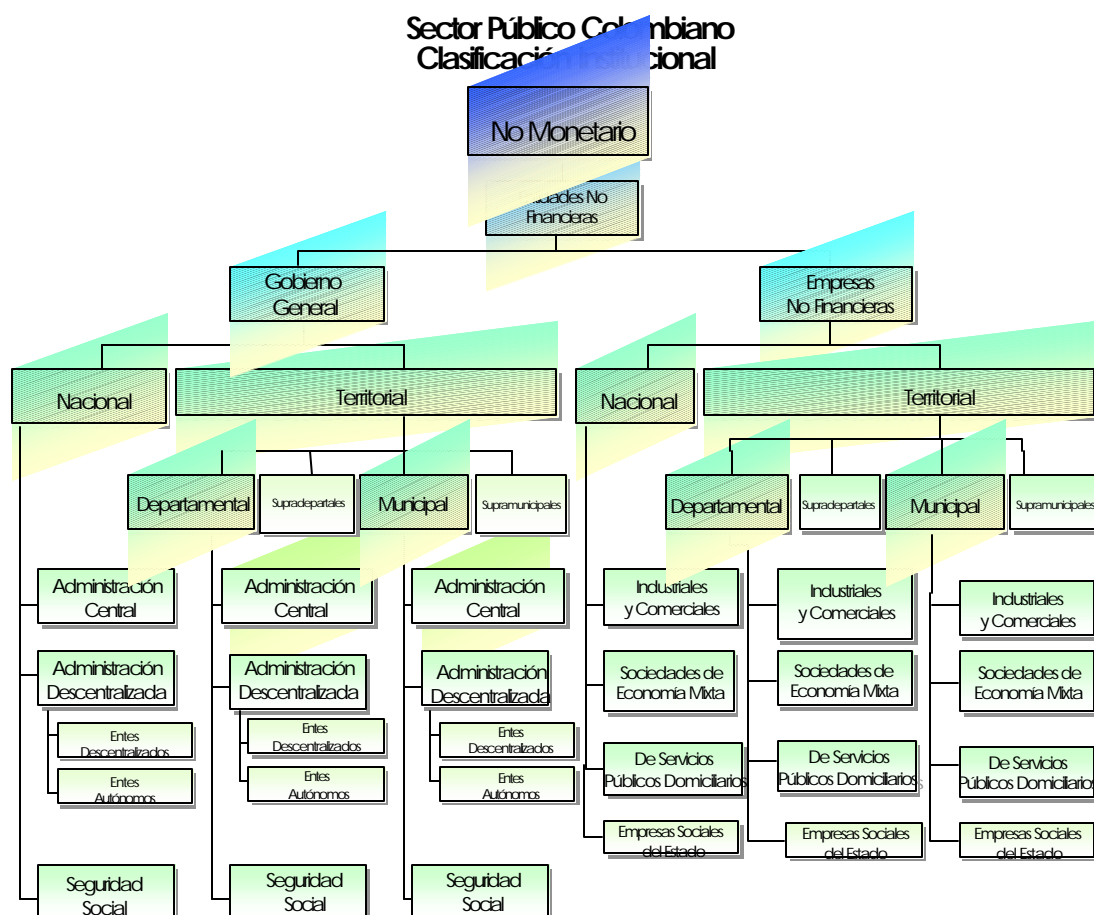 Sector Público Colombiano
Clasificación Institucional
No Monetario
Entidades No
Financieras
Gobierno
General
Empresas
No Financieras
Nacional
Territorial
Nacional
Territorial
Departamental
Supradepartales
Municipal
Supramunicipales
Departamental
Supradepartales
Municipal
Supramunicipales
Administración
Central
Administración
Central
Administración
Central
Industriales
y Comerciales
Industriales
y Comerciales
Industriales
y Comerciales
Administración
Descentralizada
Administración
Descentralizada
Administración
Descentralizada
Sociedades de
Economía Mixta
Sociedades de
Economía Mixta
Sociedades de
Economía Mixta
Entes
Descentralizados
Entes
Descentralizados
Entes
Descentralizados
De Servicios
Públicos Domiciliarios
De Servicios
Públicos Domiciliarios
De Servicios
Públicos Domiciliarios
Entes
Autónomos
Entes
Autónomos
Entes
Autónomos
Empresas Sociales
del Estado
Empresas Sociales
del Estado
Empresas Sociales
del Estado
Seguridad
Social
Seguridad
Social
Seguridad
Social